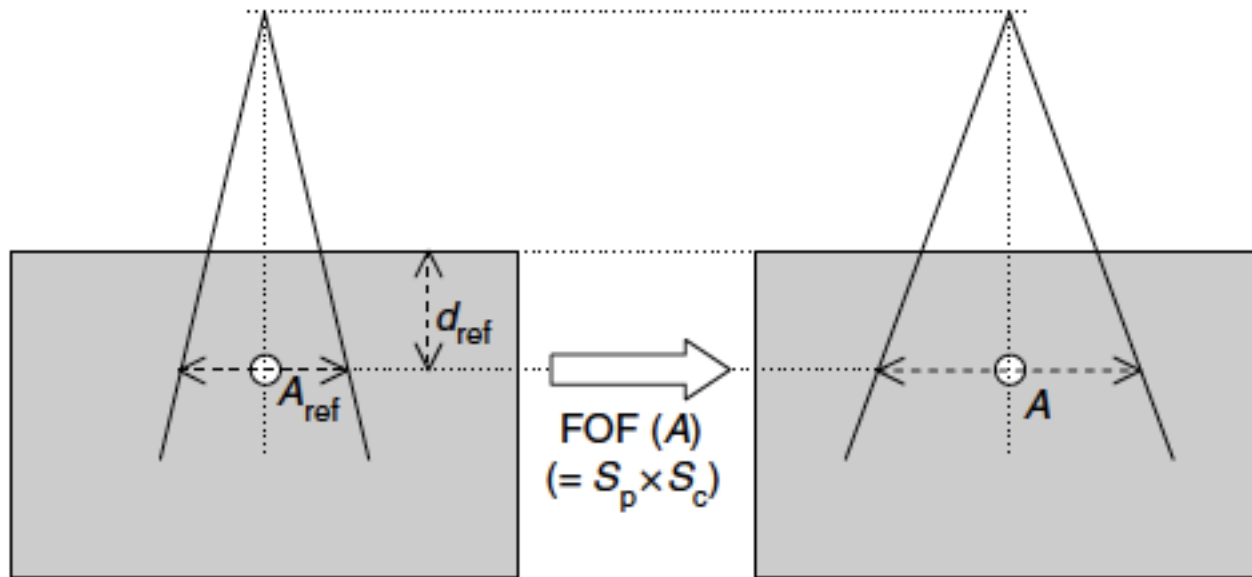 d_ref
A_ref
A
FOF (A)
(= S_p × S_c)